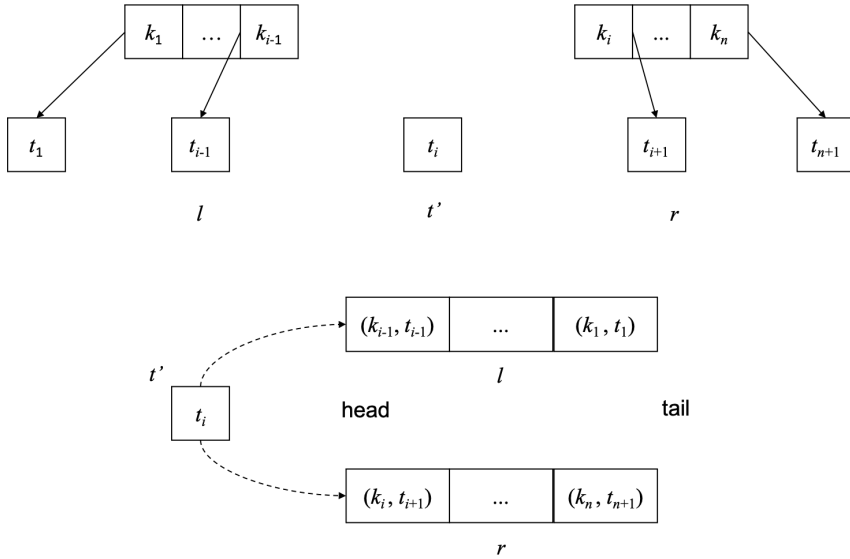 k₁ ... kᵢ₋₁ kᵢ ... kₙ
t₁ tᵢ₋₁ tᵢ tᵢ₊₁ tₙ₊₁
l t' r
(kᵢ₋₁, tᵢ₋₁) ... (k₁, t₁)
l
t'
tᵢ
head tail
(kᵢ, tᵢ₊₁) ... (kₙ, tₙ₊₁)
r